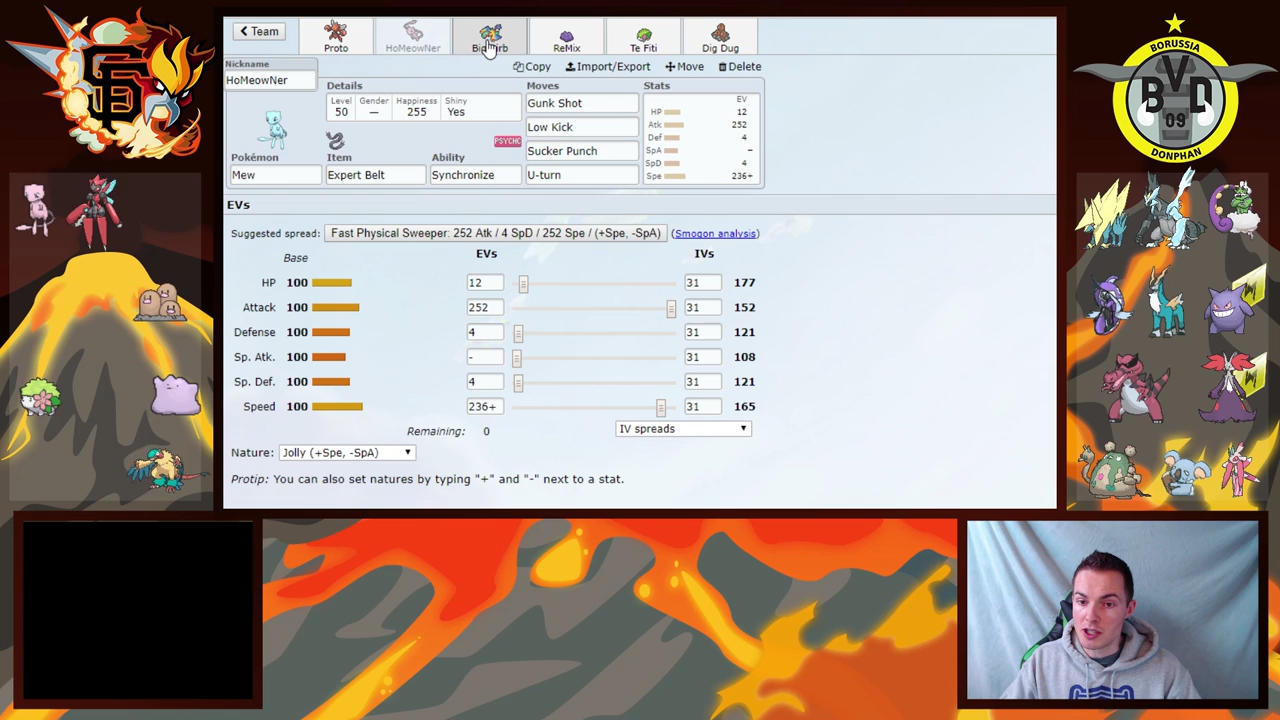 Team
Proto
HoMeowNer
ReMix
Te Fiti
Dig Dug
Copy
Import/Export
Move
Delete
Nickname
HoMeowNer
Details
Level Gender Happiness Shiny
50 — 255 Yes
PSYCHC
Pokémon
Mew
Item
Expert Belt
Ability
Synchronize
Moves
Gunk Shot
Low Kick
Sucker Punch
U-turn
Stats
EV
HP 12
Atk 252
Def 4
SpA –
SpD 4
Spe 236+
EVs
Suggested spread: Fast Physical Sweeper: 252 Atk / 4 SpD / 252 Spe / (+Spe, -SpA) (Smogon analysis)
Base EVs IVs
HP 100 12 31 177
Attack 100 252 31 152
Defense 100 4 31 121
Sp. Atk. 100 - 31 108
Sp. Def. 100 4 31 121
Speed 100 236+ 31 165
Remaining: 0
IV spreads
Nature: Jolly (+Spe, -SpA)
Protip: You can also set natures by typing "+" and "-" next to a stat.
SF
BORUSSIA
BVD
09
DONPHAN